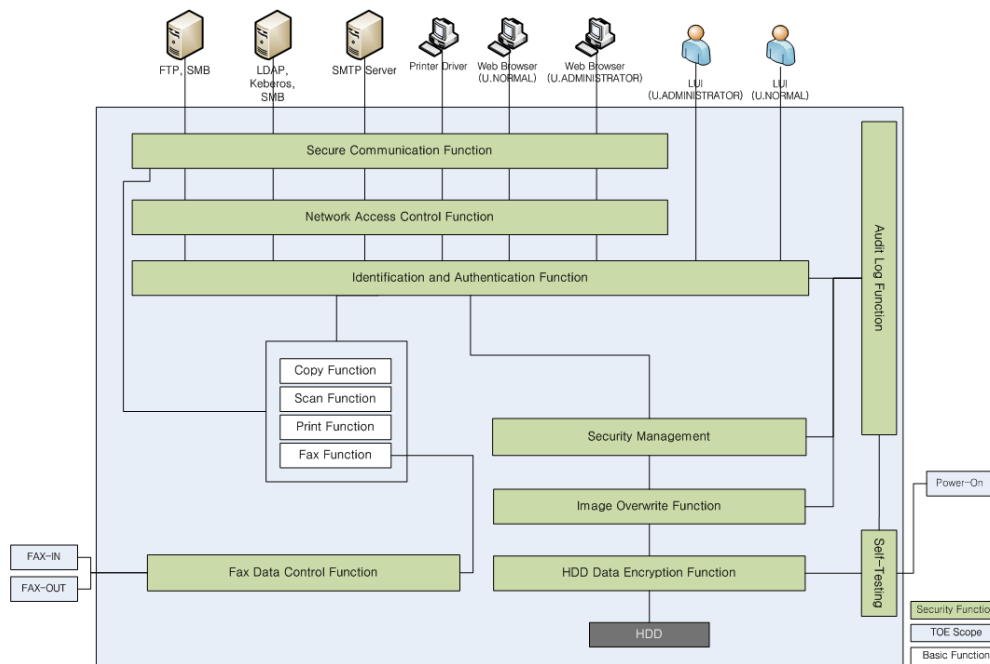 FTP, SMB
LDAP,
Keberos,
SMB
SMTP Server
Printer Driver
Web Browser
(U.NORMAL)
Web Browser
(U.ADMINISTRATOR)
LUI
(U.ADMINISTRATOR)
LUI
(U.NORMAL)
Secure Communication Function
Network Access Control Function
Identification and Authentication Function
Audit Log Function
Copy Function
Scan Function
Print Function
Fax Function
Security Management
Image Overwrite Function
Power-On
FAX-IN
FAX-OUT
Fax Data Control Function
HDD Data Encryption Function
Self-Testing
HDD
Security Function
TOE Scope
Basic Function